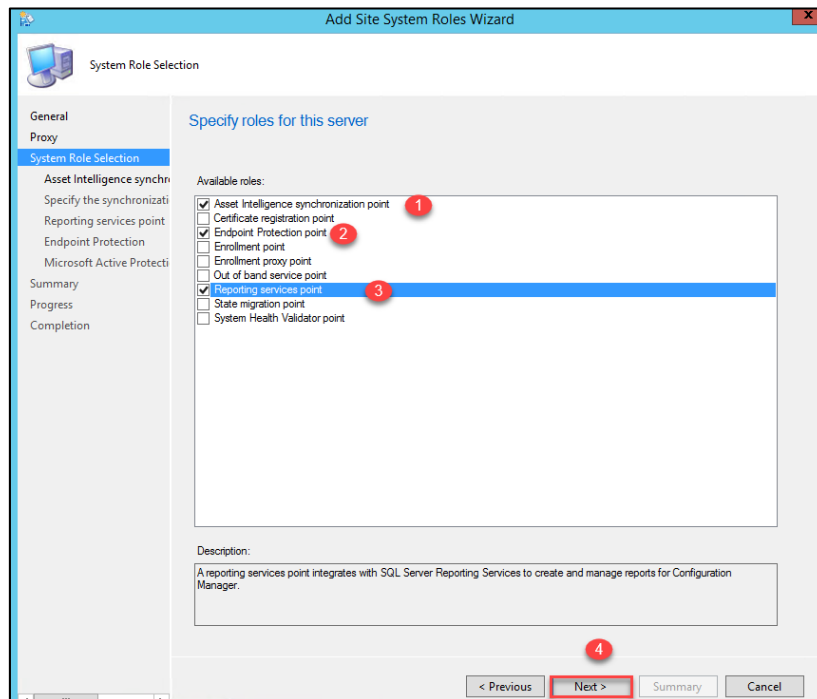 Add Site System Roles Wizard
x
System Role Selection
General
Proxy
System Role Selection
Asset Intelligence synchr
Specify the synchronizati
Reporting services point
Endpoint Protection
Microsoft Active Protecti
Summary
Progress
Completion
Specify roles for this server
Available roles:
Asset Intelligence synchronization point 1
Certificate registration point
Endpoint Protection point 2
Enrollment point
Enrollment proxy point
Out of band service point
Reporting services point 3
State migration point
System Health Validator point
Description:
A reporting services point integrates with SQL Server Reporting Services to create and manage reports for Configuration
Manager.
4
< Previous Next > Summary Cancel